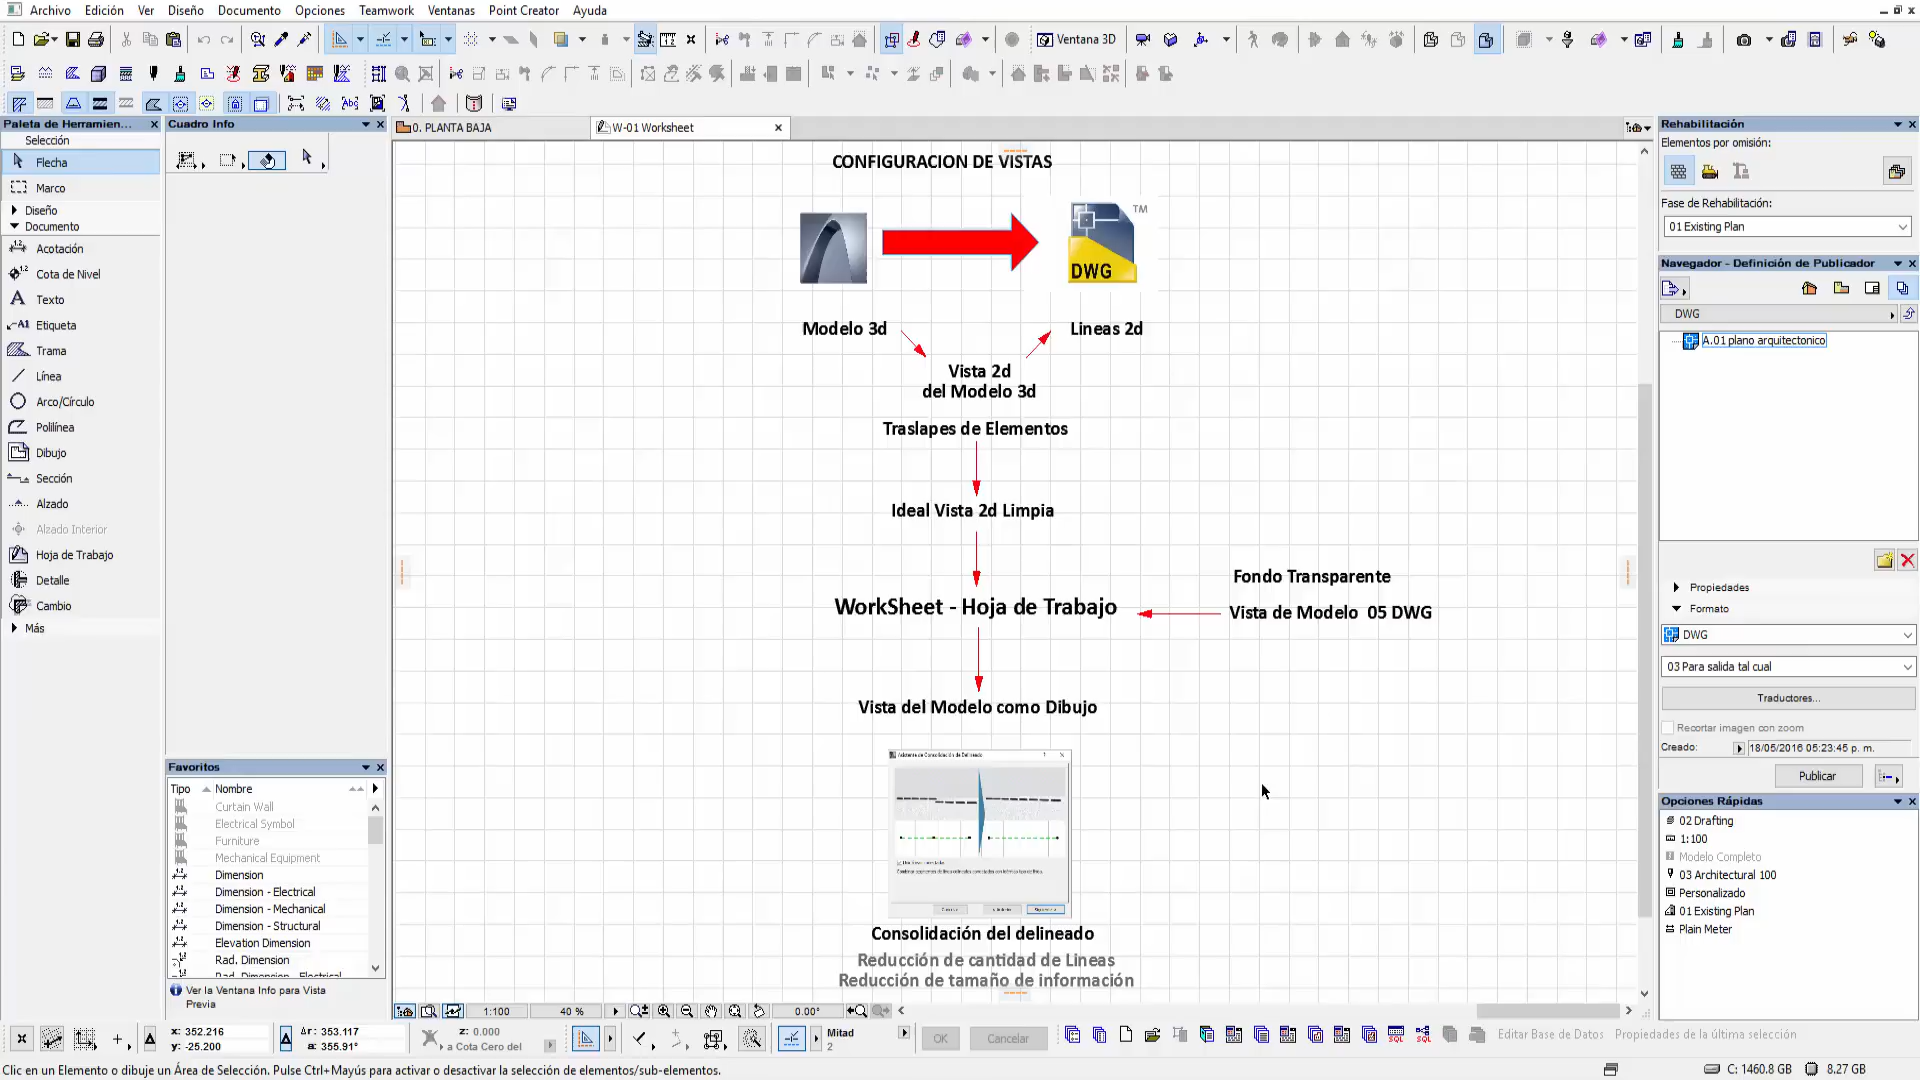 Archivo Edición Ver Diseño Documento Opciones Teamwork Ventanas Point Creator Ayuda
Ventana 3D
Paleta de Herramien...
Selección
Flecha
Marco
Diseño
Documento
Acotación
Cota de Nivel
Texto
Etiqueta
Trama
Línea
Arco/Círculo
Polilínea
Dibujo
Sección
Alzado
Alzado Interior
Hoja de Trabajo
Detalle
Cambio
Más
Cuadro Info
Favoritos
Tipo Nombre
Curtain Wall
Electrical Symbol
Furniture
Mechanical Equipment
Dimension
Dimension - Electrical
Dimension - Mechanical
Dimension - Structural
Elevation Dimension
Rad. Dimension
Rad. Dimension - Electrical
Ver la Ventana Info para Vista
Previa
0. PLANTA BAJA
W-01 Worksheet
CONFIGURACION DE VISTAS
TM
DWG
Modelo 3d
Lineas 2d
Vista 2d
del Modelo 3d
Traslapes de Elementos
Ideal Vista 2d Limpia
Fondo Transparente
WorkSheet - Hoja de Trabajo
Vista de Modelo 05 DWG
Vista del Modelo como Dibujo
Asistente de Consolidación de Delineado
Consolidación del delineado
Reducción de cantidad de Lineas
Reducción de tamaño de información
1:100
40 %
0.00°
Rehabilitación
Elementos por omisión:
Fase de Rehabilitación:
01 Existing Plan
Navegador - Definición de Publicador
DWG
A.01 plano arquitectonico
Propiedades
Formato
DWG
03 Para salida tal cual
Traductores...
Recortar imagen con zoom
Creado: 18/05/2016 05:23:45 p. m.
Publicar
Opciones Rápidas
02 Drafting
1:100
Modelo Completo
03 Architectural 100
Personalizado
01 Existing Plan
Plain Meter
x: 352.216
y: -25.200
Δr: 353.117
a: 355.91°
z: 0.000
a Cota Cero del
Mitad
2
OK
Cancelar
SQL
SQL
Editar Base de Datos
Propiedades de la última selección
Clic en un Elemento o dibuje un Área de Selección. Pulse Ctrl+Mayús para activar o desactivar la selección de elementos/sub-elementos.
C: 1460.8 GB
8.27 GB